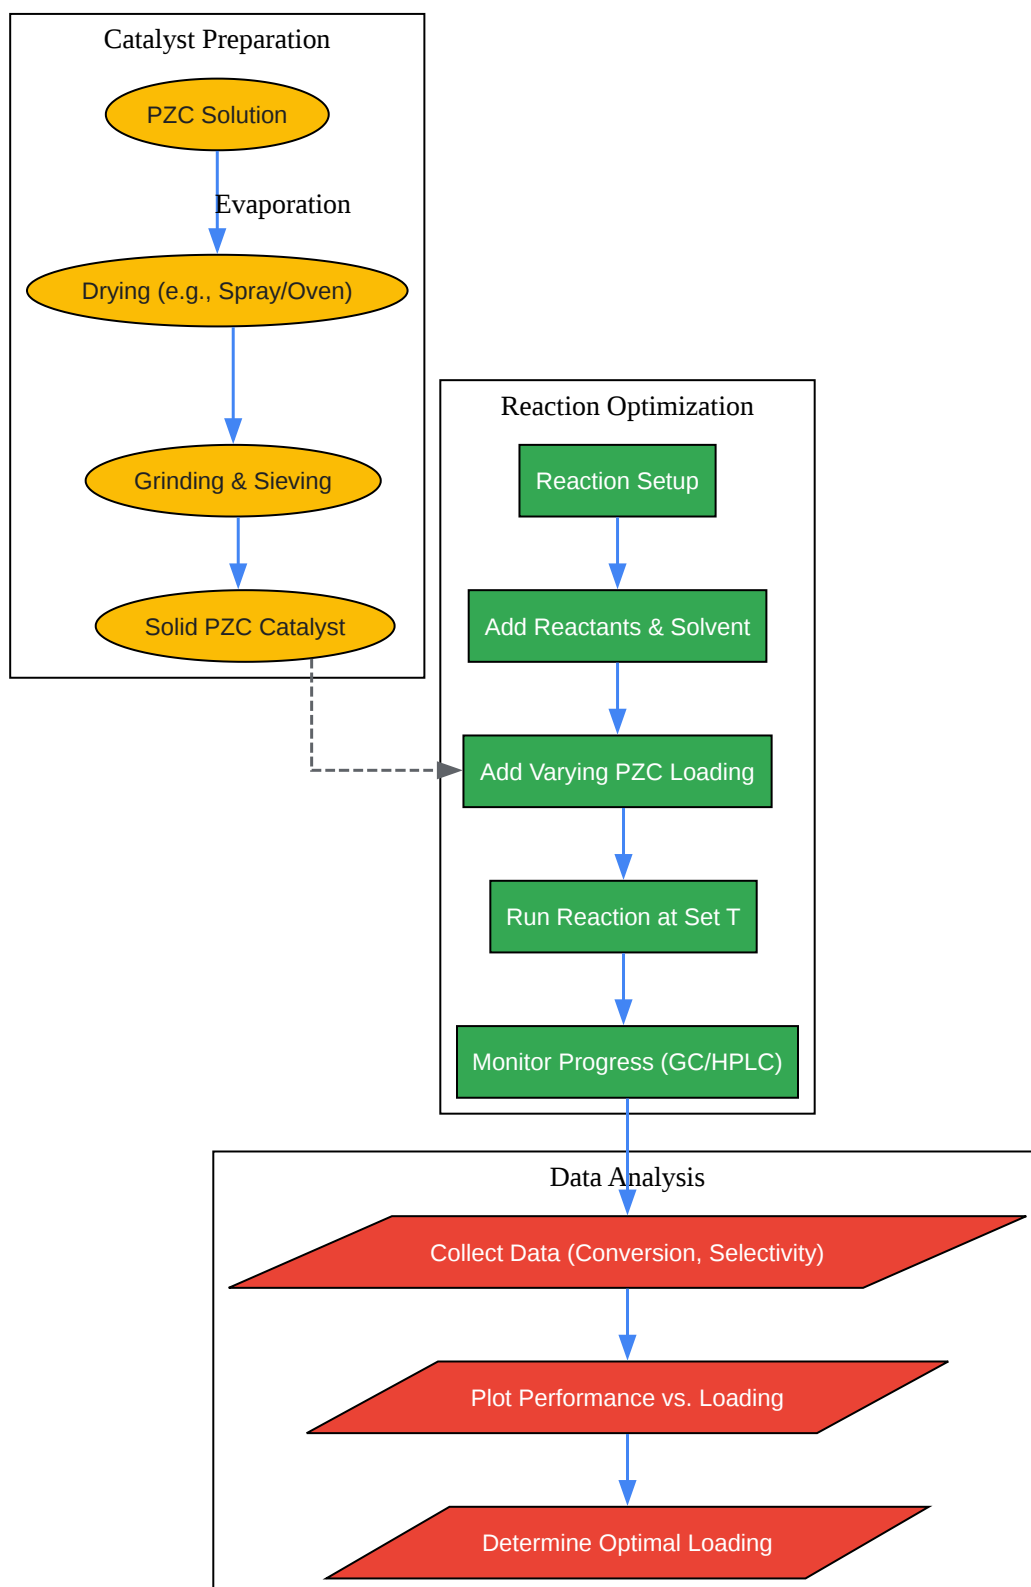 Catalyst Preparation
PZC Solution
Evaporation
Drying (e.g., Spray/Oven)
Grinding & Sieving
Solid PZC Catalyst
Reaction Optimization
Reaction Setup
Add Reactants & Solvent
Add Varying PZC Loading
Run Reaction at Set T
Monitor Progress (GC/HPLC)
Data Analysis
Collect Data (Conversion, Selectivity)
Plot Performance vs. Loading
Determine Optimal Loading